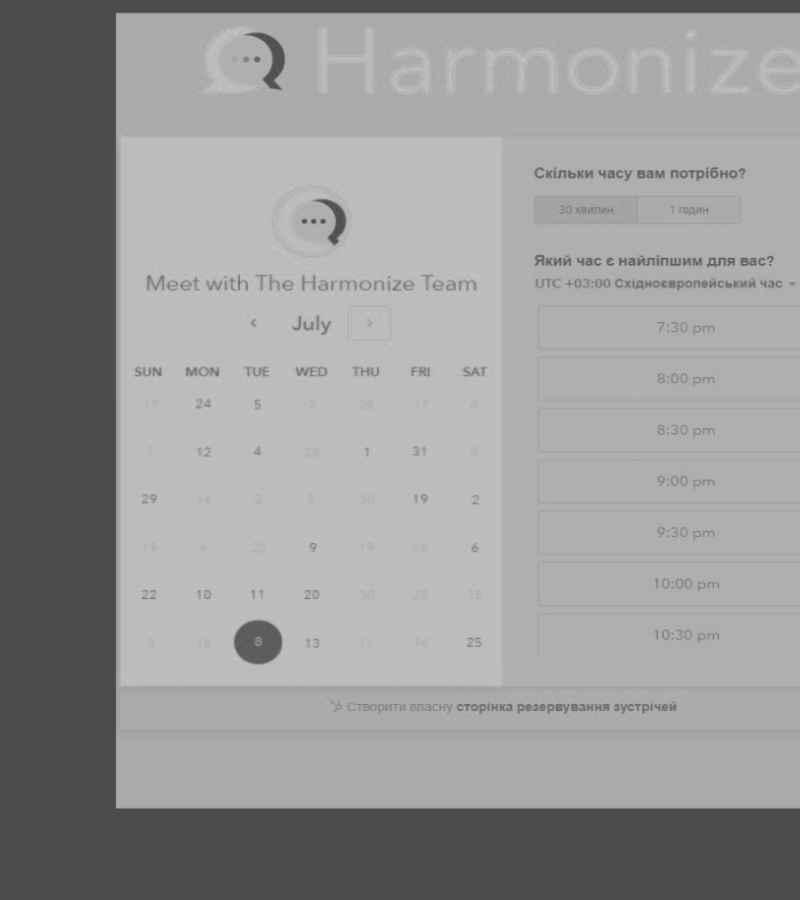 Harmonize
Meet with The Harmonize Team
July
SUN MON TUE WED THU FRI SAT
17 24 5 2 26 17 4
7 12 4 28 1 31 8
29 14 2 5 30 19 2
19 6 22 9 19 18 6
22 10 11 20 30 25 15
8 13 11 16 25
Скільки часу вам потрібно?
30 хвилин 1 годин
Який час є найліпшим для вас?
UTC +03:00 Східноєвропейський час
7:30 pm
8:00 pm
8:30 pm
9:00 pm
9:30 pm
10:00 pm
10:30 pm
Створити власну сторінка резервування зустрічей